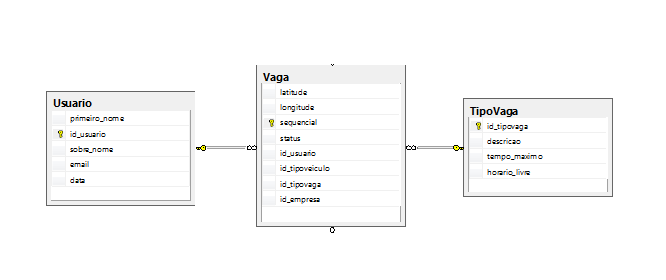 Usuario
primeiro_nome
id_usuario
sobre_nome
email
data
Vaga
latitude
longitude
sequencial
status
id_usuario
id_tipoveiculo
id_tipovaga
id_empresa
TipoVaga
id_tipovaga
descricao
tempo_maximo
horario_livre